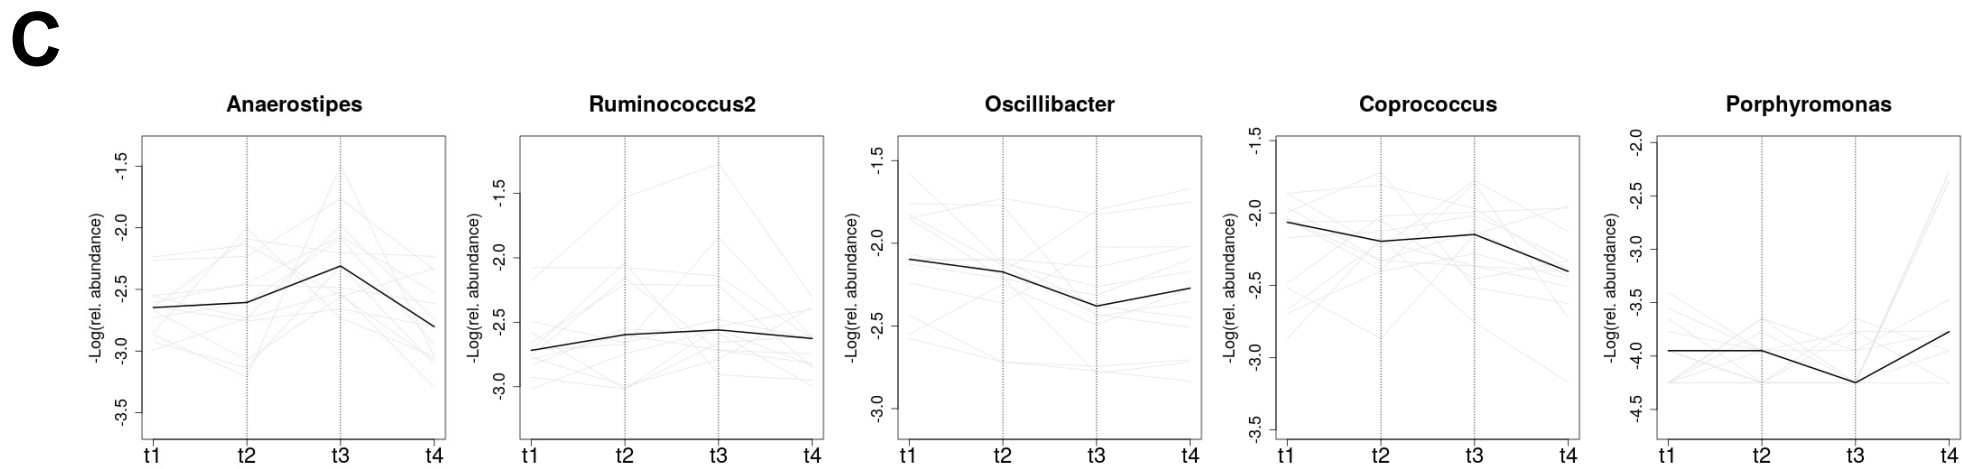 C
Anaerostipes
-Log(rel. abundance)
-1.5
-2.0
-2.5
-3.0
-3.5
t1 t2 t3 t4
Ruminococcus2
-Log(rel. abundance)
-1.5
-2.0
-2.5
-3.0
t1 t2 t3 t4
Oscillibacter
-Log(rel. abundance)
-1.5
-2.0
-2.5
-3.0
t1 t2 t3 t4
Coprococcus
-Log(rel. abundance)
-1.5
-2.0
-2.5
-3.0
-3.5
t1 t2 t3 t4
Porphyromonas
-Log(rel. abundance)
-2.0
-2.5
-3.0
-3.5
-4.0
-4.5
t1 t2 t3 t4